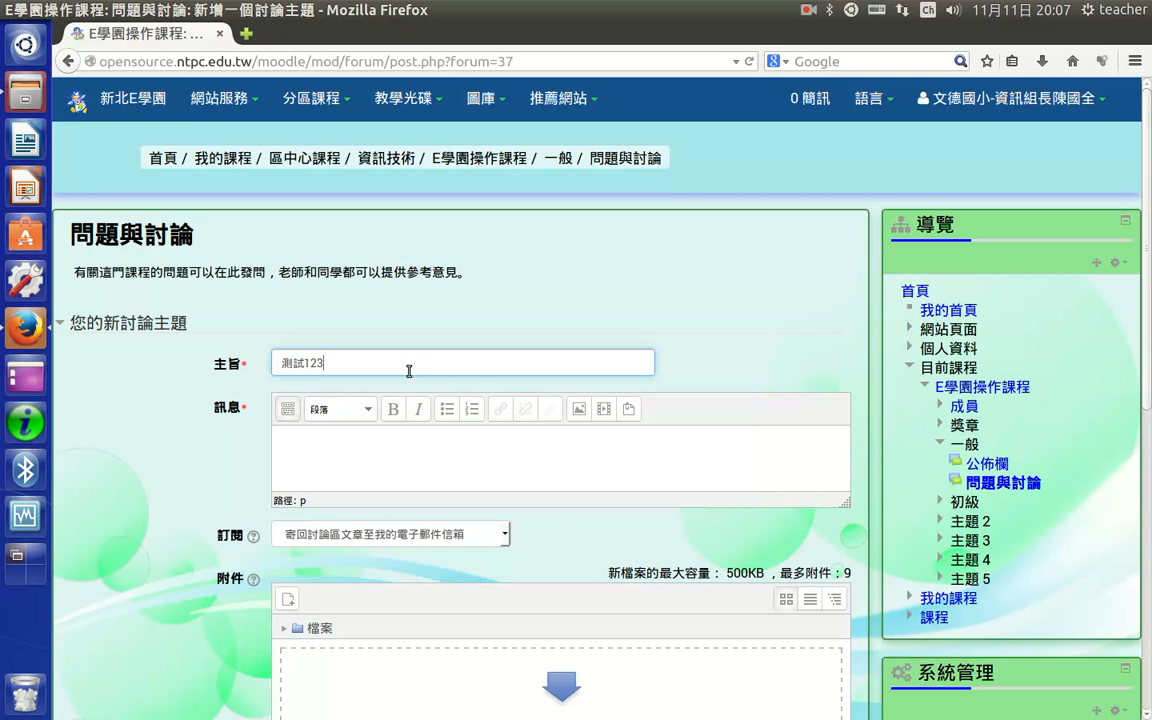 E學園操作課程: 問題與討論: 新增一個討論主題 - Mozilla Firefox
Ch
11月11日 20:07
teacher
E學園操作課程: ...
opensource.ntpc.edu.tw/moodle/mod/forum/post.php?forum=37
Google
新北E學園 網站服務 分區課程 教學光碟 圖庫 推薦網站 0 簡訊 語言 文德國小-資訊組長陳國全
首頁 / 我的課程 / 區中心課程 / 資訊技術 / E學園操作課程 / 一般 / 問題與討論
問題與討論
有關這門課程的問題可以在此發問，老師和同學都可以提供參考意見。
您的新討論主題
主旨*
測試123
訊息*
段落
B I
路徑: p
訂閱
寄回討論區文章至我的電子郵件信箱
附件
新檔案的最大容量： 500KB ，最多附件：9
檔案
導覽
首頁
我的首頁
網站頁面
個人資料
目前課程
E學園操作課程
成員
獎章
一般
公佈欄
問題與討論
初級
主題 2
主題 3
主題 4
主題 5
我的課程
課程
系統管理